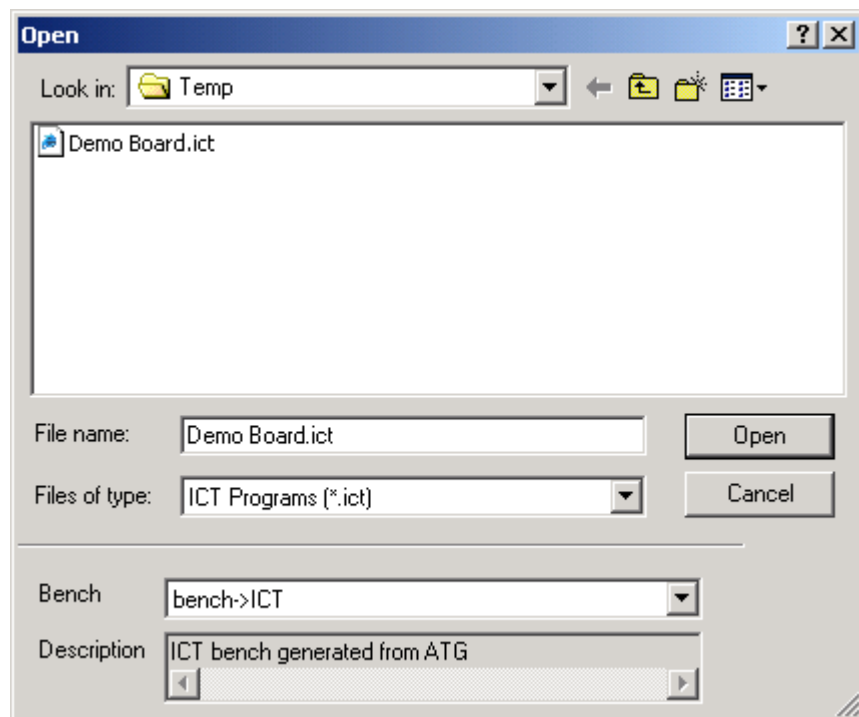 Open
Look in: Temp
Demo Board.ict
File name: Demo Board.ict Open
Files of type: ICT Programs (*.ict) Cancel
Bench bench->ICT
Description ICT bench generated from ATG